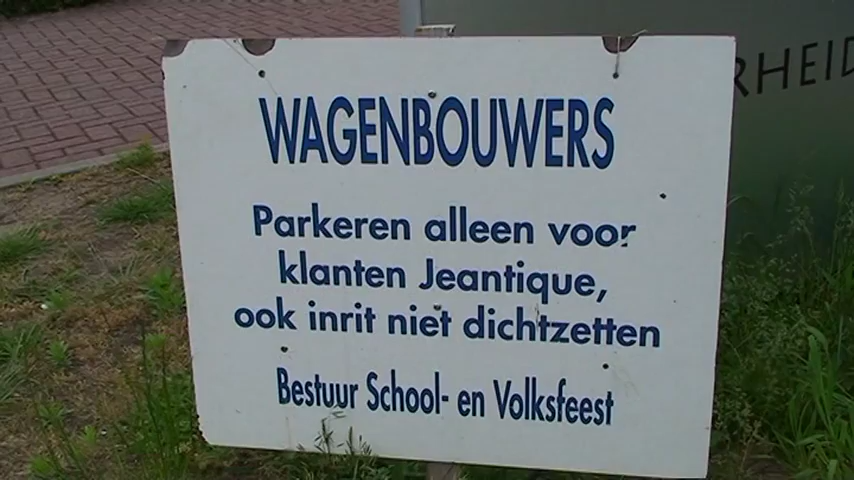 WAGENBOUWERS
Parkeren alleen voor
klanten Jeantique,
ook inrit niet dichtzetten
Bestuur School- en Volksfeest